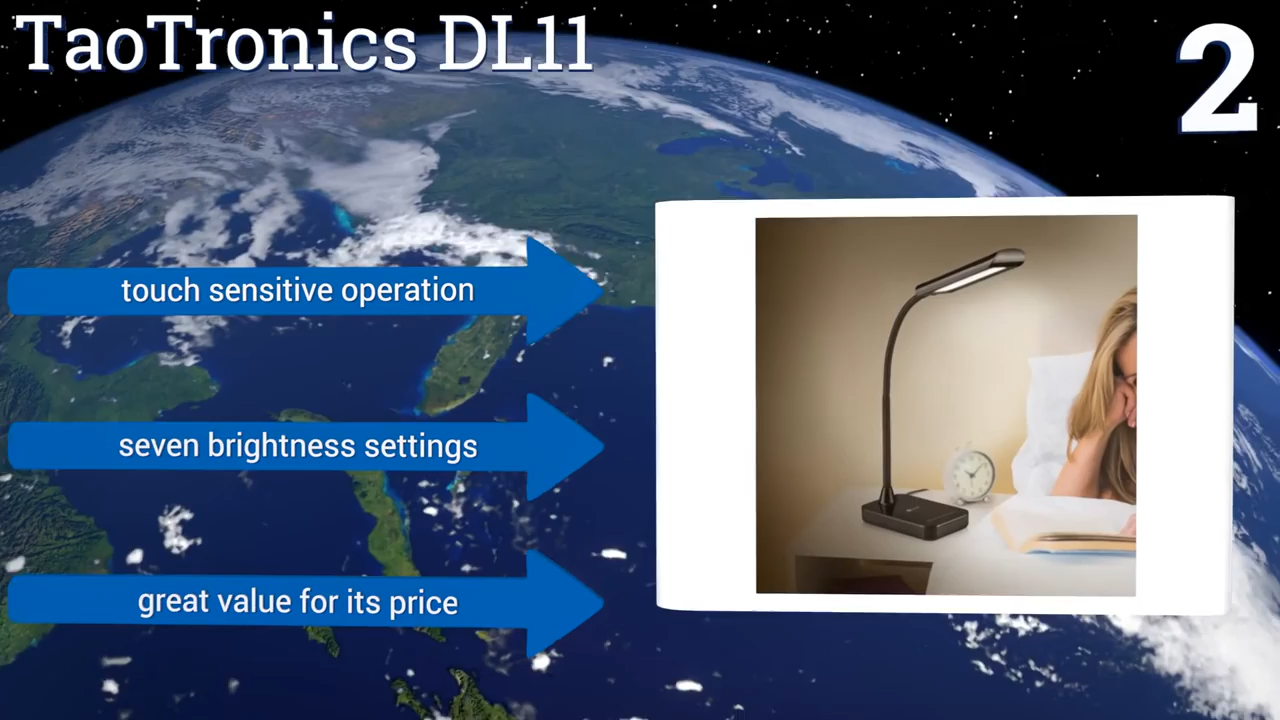 TaoTronics DL11
2
touch sensitive operation
seven brightness settings
great value for its price